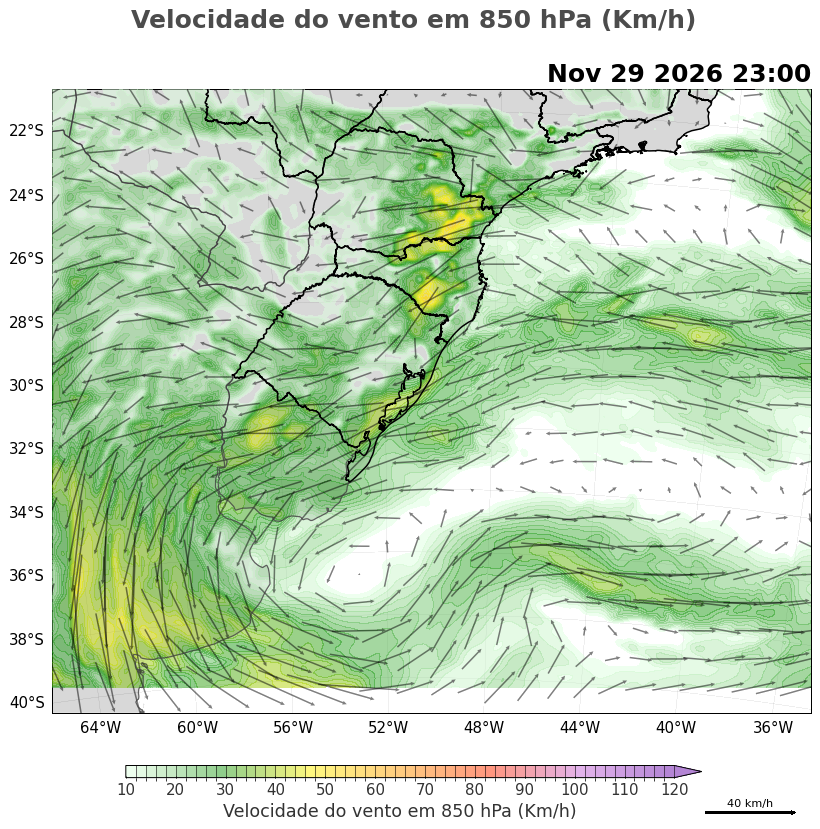 Velocidade do vento em 850 hPa (Km/h)
Nov 29 2026 23:00
22°S
24°S
26°S
28°S
30°S
32°S
34°S
36°S
38°S
40°S
64°W 60°W 56°W 52°W 48°W 44°W 40°W 36°W
10 20 30 40 50 60 70 80 90 100 110 120
Velocidade do vento em 850 hPa (Km/h)
40 km/h